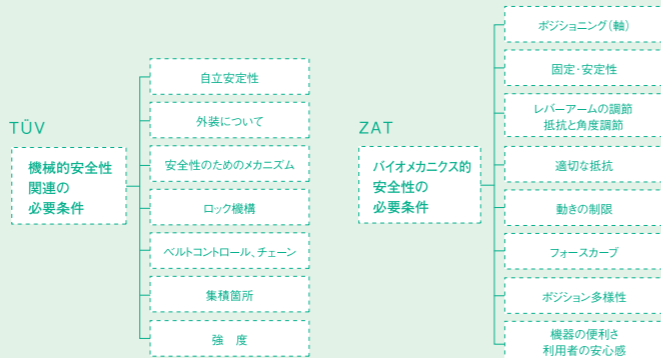 TÜV
機械的安全性
関連の
必要条件
自立安定性
外装について
安全性のためのメカニズム
ロック機構
ベルトコントロール、チェーン
集積箇所
強　度
ZAT
バイオメカニクス的
安全性の
必要条件
ポジショニング（軸）
固定・安定性
レバーアームの調節
抵抗と角度調節
適切な抵抗
動きの制限
フォースカーブ
ポジション多様性
機器の便利さ
利用者の安心感